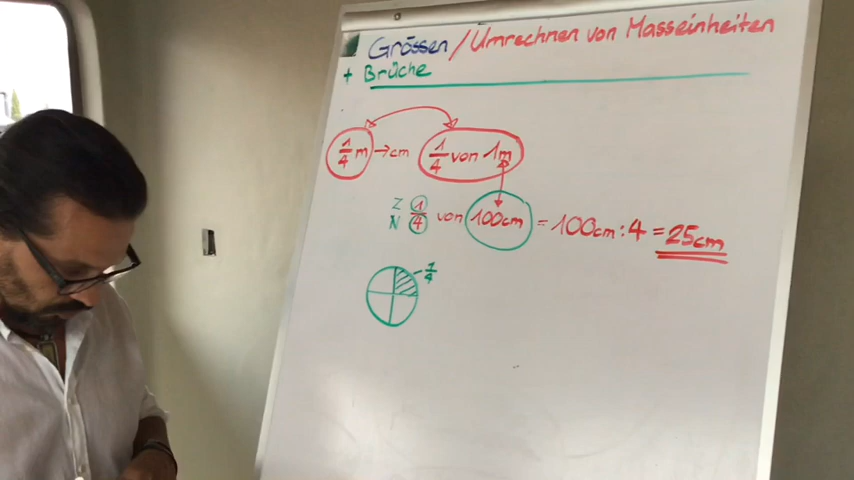 Grössen/Umrechnen von Masseinheiten
+ Brüche
1/4 m → cm 1/4 von 1m
Z N 1/4 von 100cm = 100cm : 4 = 25cm
1/4